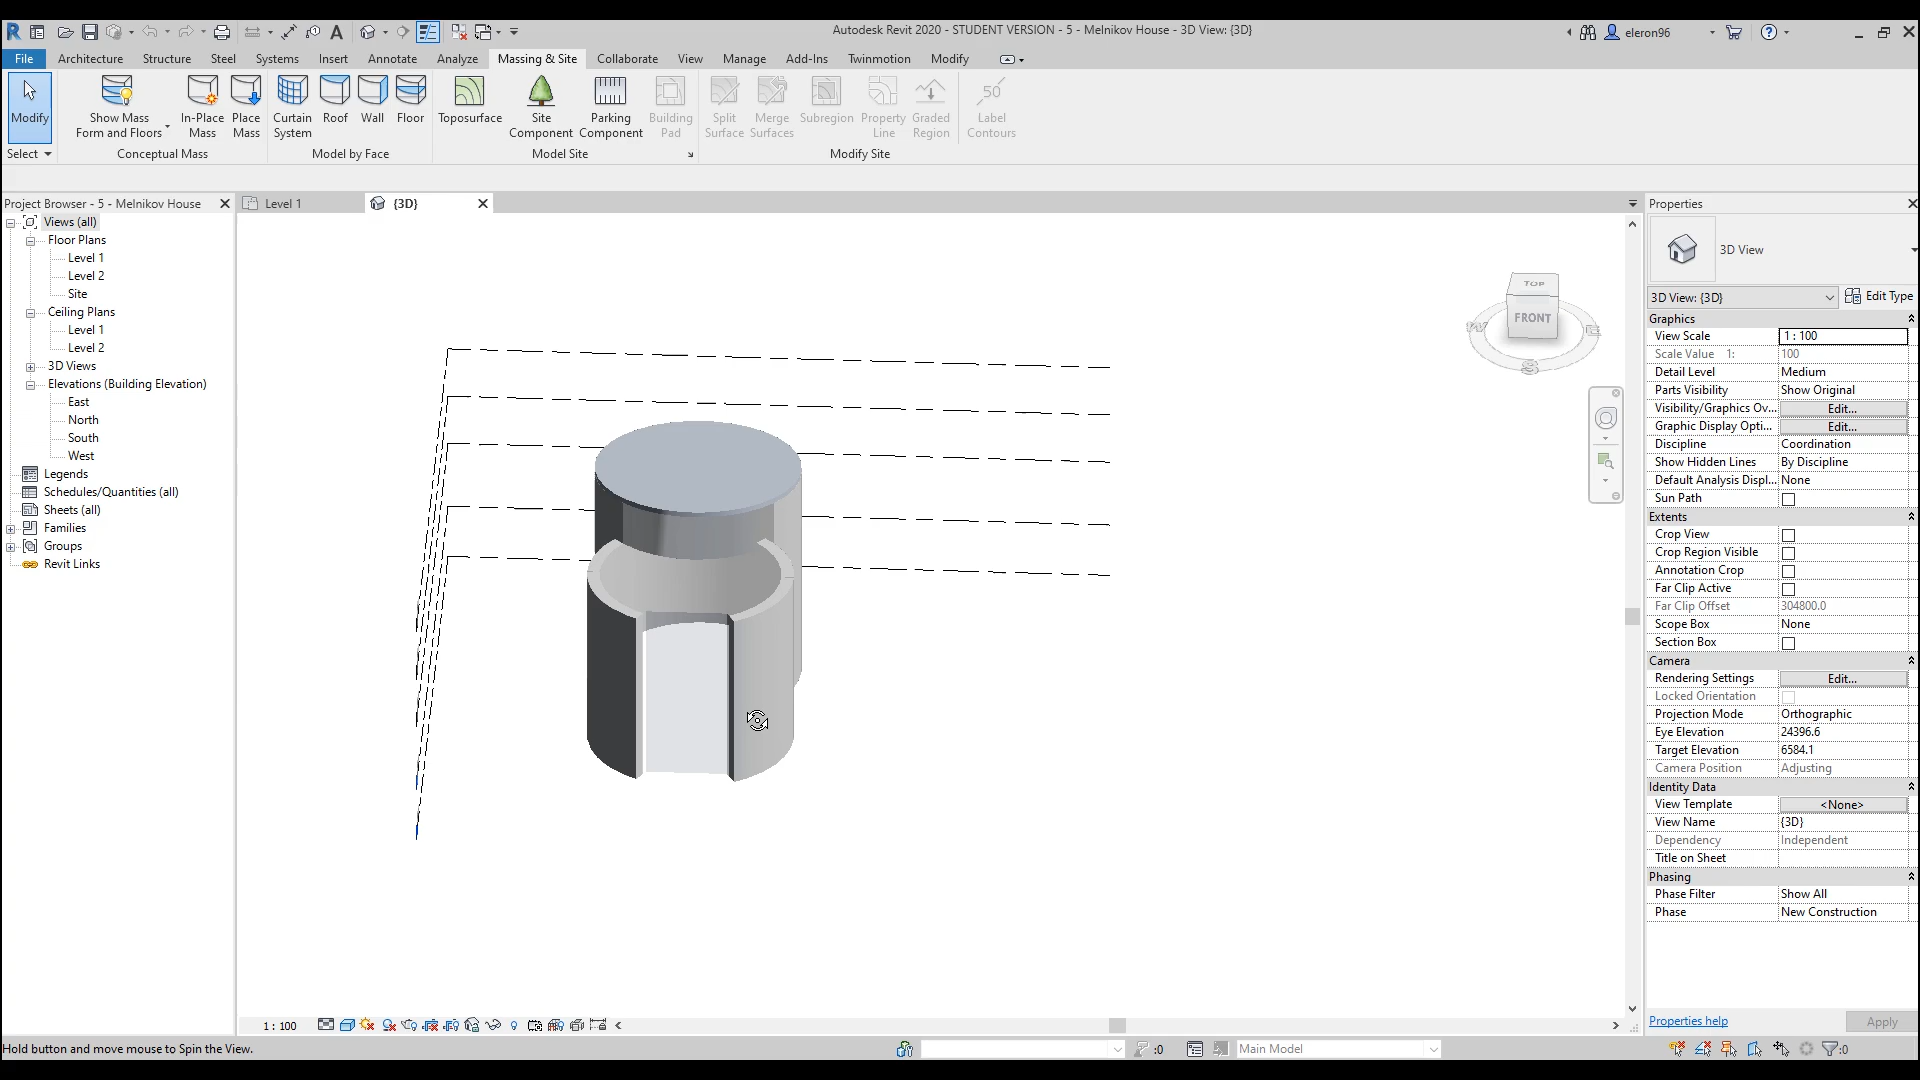 Autodesk Revit 2020 - STUDENT VERSION - 5 - Melnikov House - 3D View: {3D}
eleron96
File Architecture Structure Steel Systems Insert Annotate Analyze Massing & Site Collaborate View Manage Add-Ins Twinmotion Modify
Modify
Show Mass
Form and Floors
In-Place
Mass
Place
Mass
Curtain
System
Roof
Wall
Floor
Toposurface
Site
Component
Parking
Component
Building
Pad
Split
Surface
Merge
Surfaces
Subregion
Property
Line
Graded
Region
50
Label
Contours
Select
Conceptual Mass
Model by Face
Model Site
Modify Site
Project Browser - 5 - Melnikov House
Views (all)
Floor Plans
Level 1
Level 2
Site
Ceiling Plans
Level 1
Level 2
3D Views
Elevations (Building Elevation)
East
North
South
West
Legends
Schedules/Quantities (all)
Sheets (all)
Families
Groups
Revit Links
Level 1
{3D}
TOP
FRONT
W
E
S
Properties
3D View
3D View: {3D}
Edit Type
Graphics
View Scale 1 : 100
Scale Value 1: 100
Detail Level Medium
Parts Visibility Show Original
Visibility/Graphics Ov... Edit...
Graphic Display Opti... Edit...
Discipline Coordination
Show Hidden Lines By Discipline
Default Analysis Displ... None
Sun Path
Extents
Crop View
Crop Region Visible
Annotation Crop
Far Clip Active
Far Clip Offset 304800.0
Scope Box None
Section Box
Camera
Rendering Settings Edit...
Locked Orientation
Projection Mode Orthographic
Eye Elevation 24396.6
Target Elevation 6584.1
Camera Position Adjusting
Identity Data
View Template <None>
View Name {3D}
Dependency Independent
Title on Sheet
Phasing
Phase Filter Show All
Phase New Construction
Properties help
Apply
1 : 100
Hold button and move mouse to Spin the View.
:0
Main Model
:0